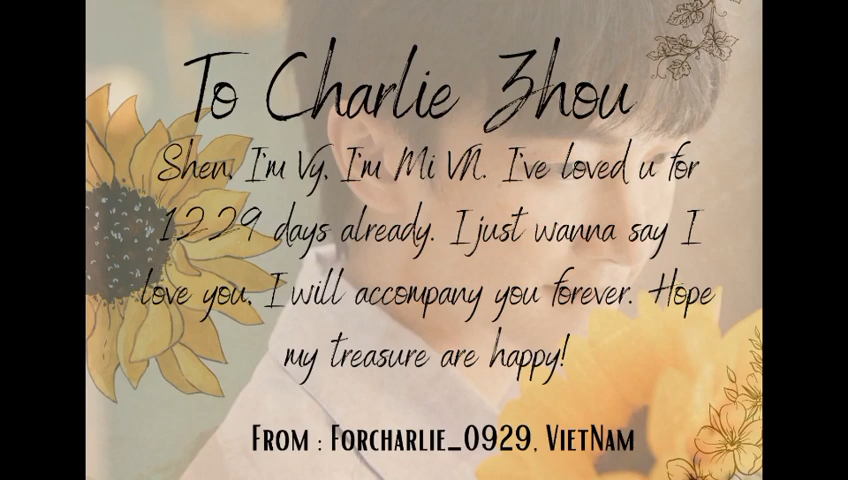 To Charlie Zhou
Shen, I'm Vy, I'm Mi VN. I've loved u for
1229 days already. I just wanna say I
love you, I will accompany you forever. Hope
my treasure are happy!
From : Forcharlie_0929, VietNam